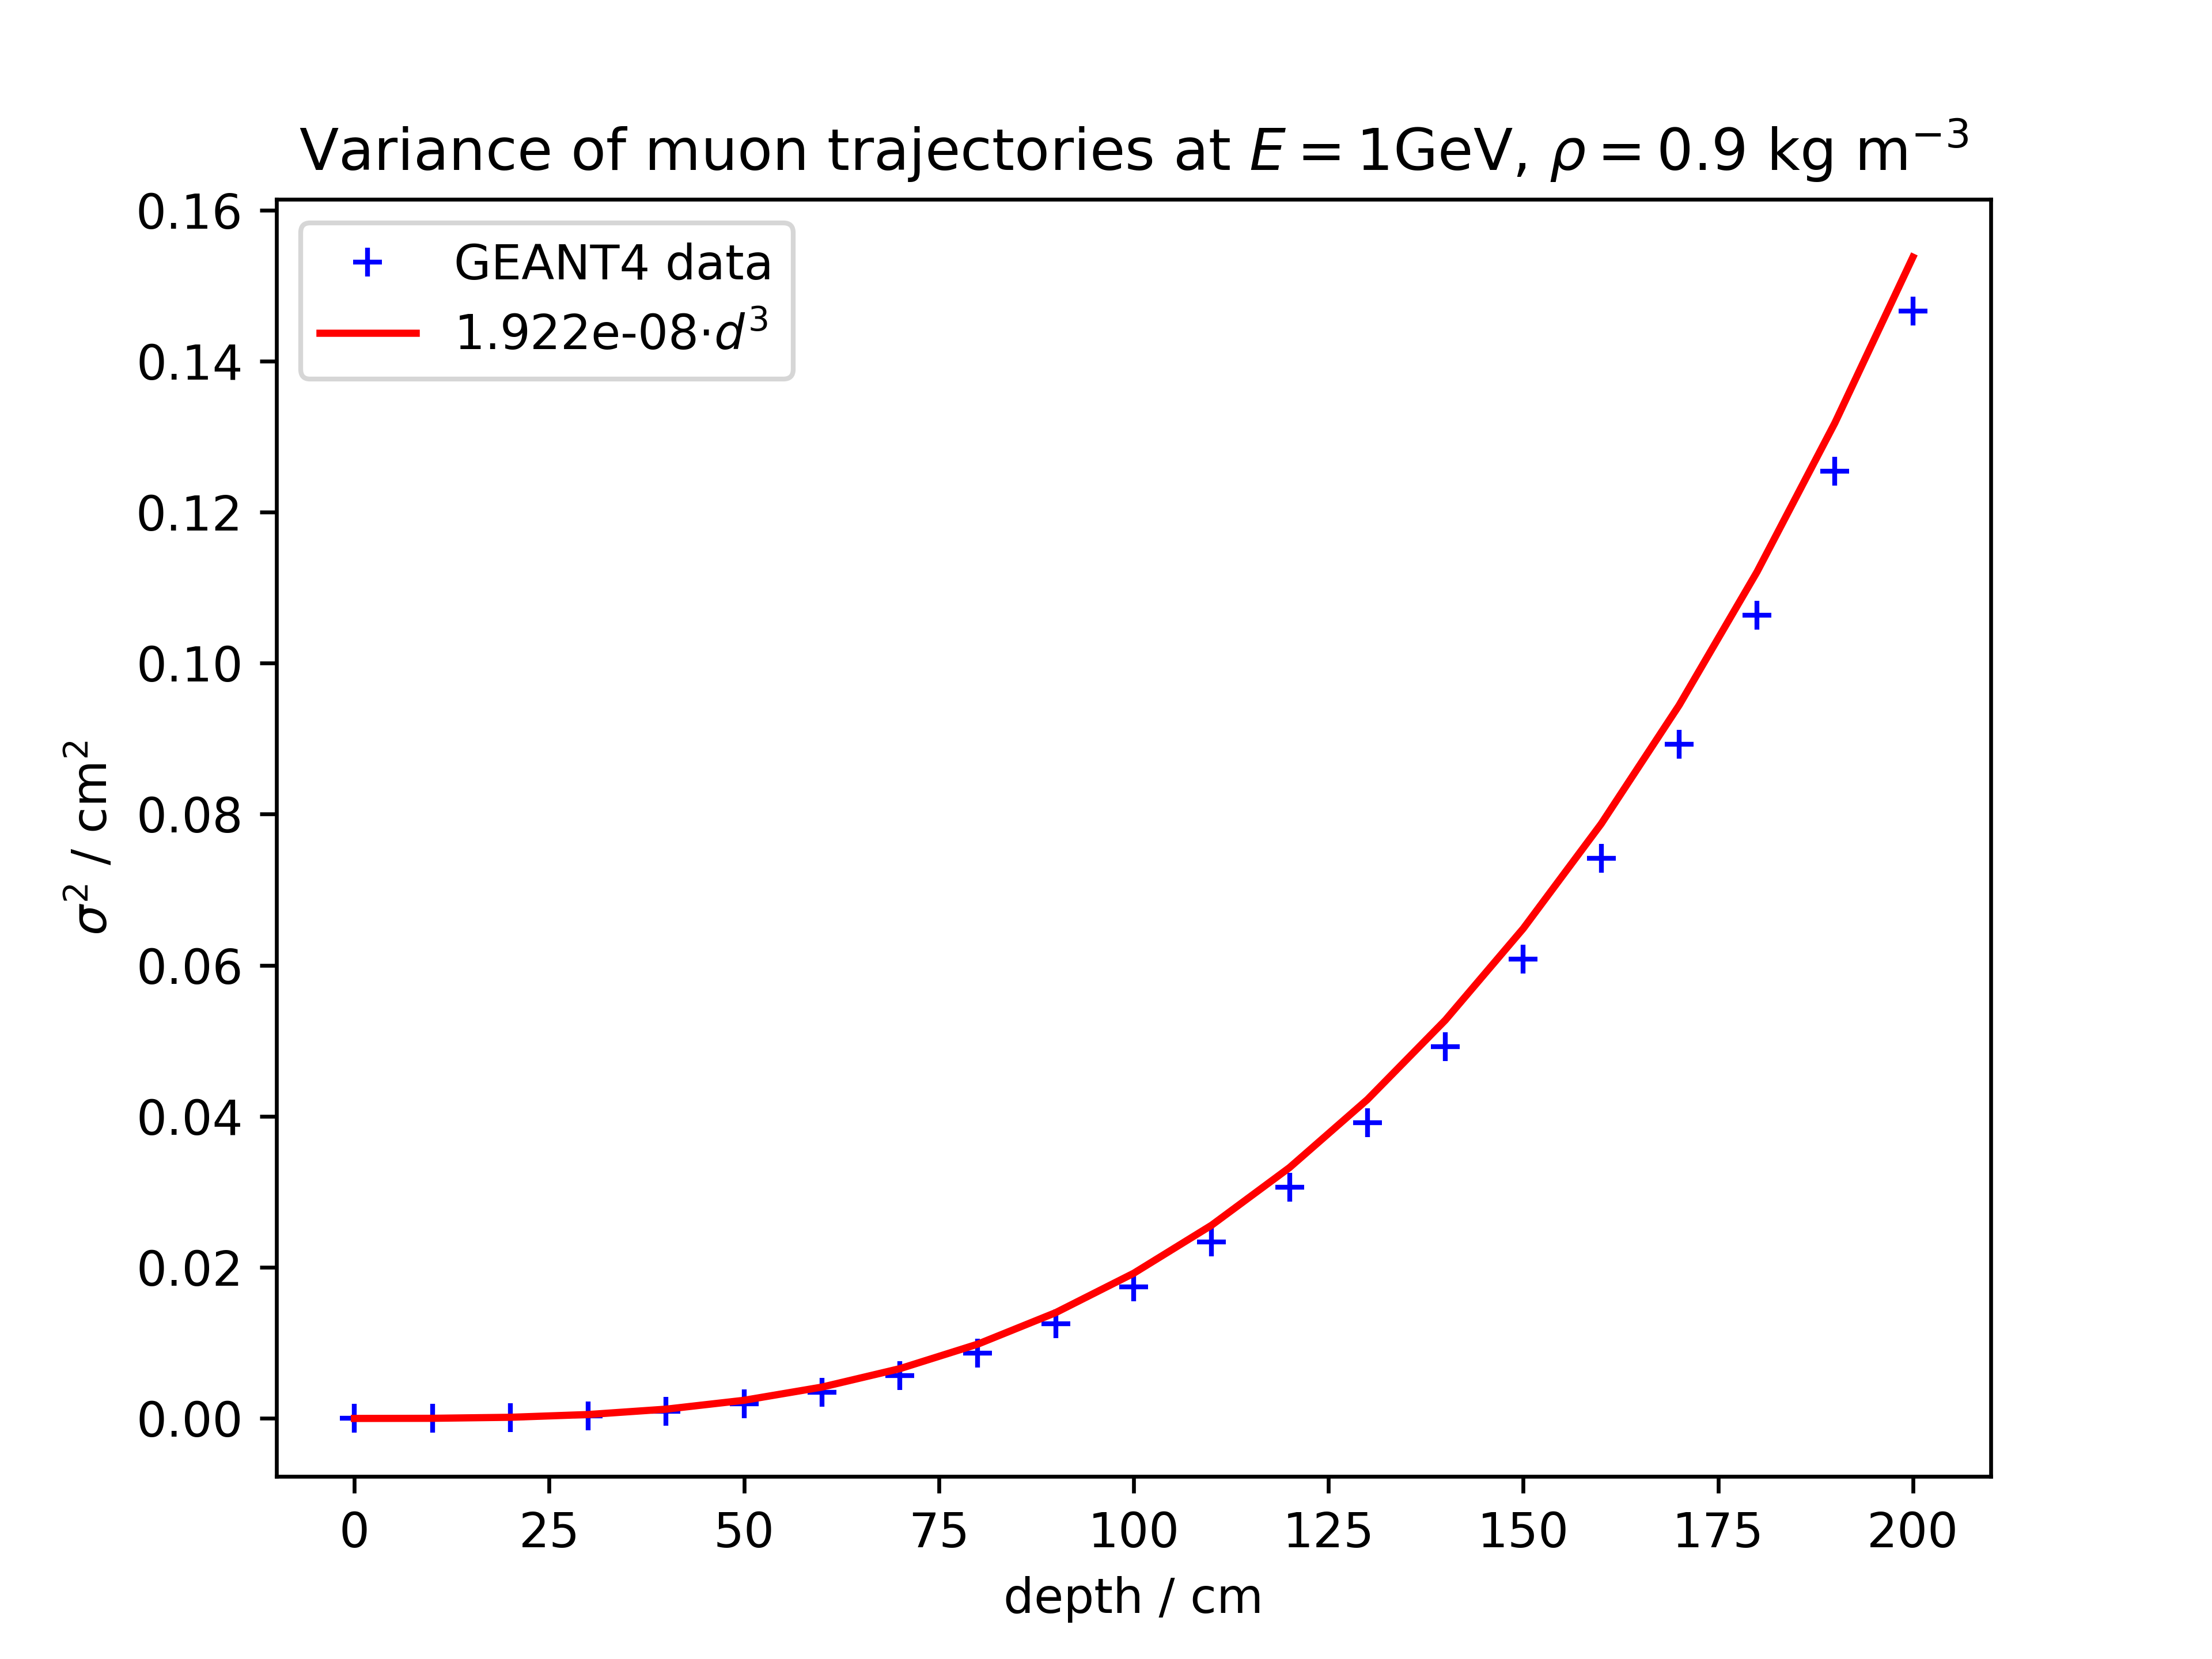 Variance of muon trajectories at E = 1GeV, ρ = 0.9 kg m⁻³
GEANT4 data
1.922e-08·d³
0.16
0.14
0.12
0.10
0.08
0.06
0.04
0.02
0.00
σ² / cm²
0 25 50 75 100 125 150 175 200
depth / cm